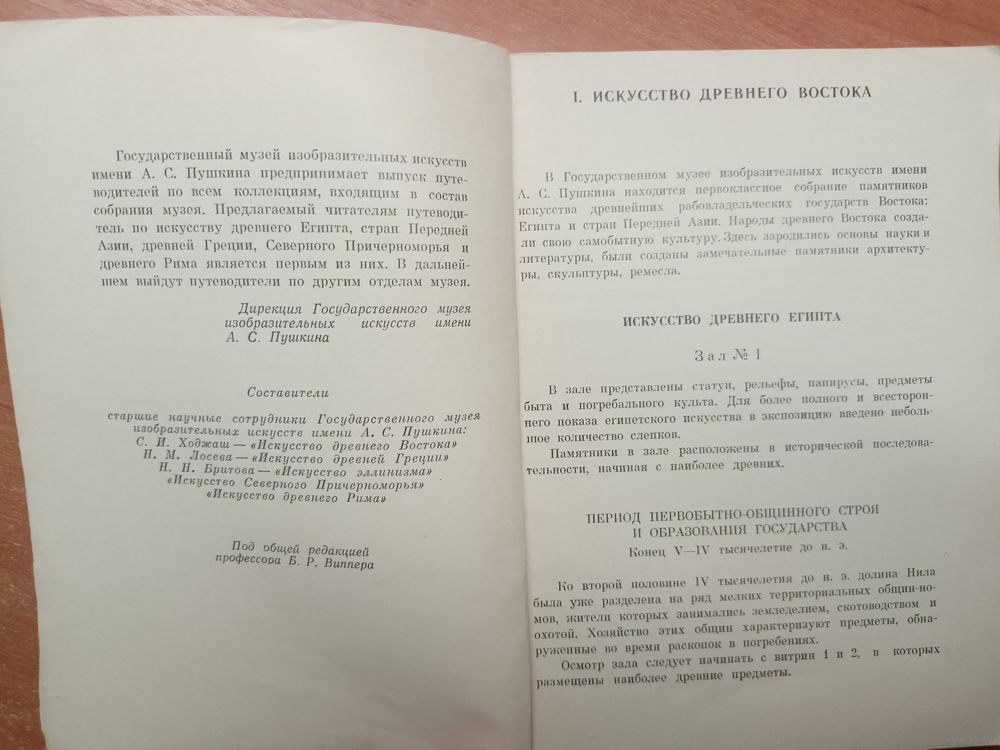 Государственный музей изобразительных искусств
имени А. С. Пушкина предпринимает выпуск путе-
водителей по всем коллекциям, входящим в состав
собрания музея. Предлагаемый читателям путеводи-
тель по искусству древнего Египта, стран Передней
Азии, древней Греции, Северного Причерноморья и
древнего Рима является первым из них. В дальней-
шем выйдут путеводители по другим отделам музея.
Дирекция Государственного музея
изобразительных искусств имени
А. С. Пушкина
Составители
старшие научные сотрудники Государственного музея
изобразительных искусств имени А. С. Пушкина:
С. И. Ходжаш — «Искусство древнего Востока»
Н. М. Лосева — «Искусство древней Греции»
Н. Н. Бритова — «Искусство эллинизма»
«Искусство Северного Причерноморья»
«Искусство древнего Рима»
Под общей редакцией
профессора Б. Р. Виппера
I. ИСКУССТВО ДРЕВНЕГО ВОСТОКА
В Государственном музее изобразительных искусств имени
А. С. Пушкина находится первоклассное собрание памятников
искусства древнейших рабовладельческих государств Востока:
Египта и стран Передней Азии. Народы древнего Востока созда-
ли свою самобытную культуру. Здесь зародились основы науки и
литературы, были созданы замечательные памятники архитекту-
ры, скульптуры, ремесла.
ИСКУССТВО ДРЕВНЕГО ЕГИПТА
Зал № 1
В зале представлены статуи, рельефы, папирусы, предметы
быта и погребального культа. Для более полного и всесторон-
него показа египетского искусства в экспозицию введено неболь-
шое количество слепков.
Памятники в зале расположены в исторической последова-
тельности, начиная с наиболее древних.
ПЕРИОД ПЕРВОБЫТНО-ОБЩИННОГО СТРОЯ
И ОБРАЗОВАНИЯ ГОСУДАРСТВА
Конец V—IV тысячелетие до н. э.
Ко второй половине IV тысячелетия до н. э. долина Нила
была уже разделена на ряд мелких территориальных общин-но-
мов, жители которых занимались земледелием, скотоводством и
охотой. Хозяйство этих общин характеризуют предметы, обна-
руженные во время раскопок в погребениях.
Осмотр зала следует начинать с витрин 1 и 2, в которых
размещены наиболее древние предметы.